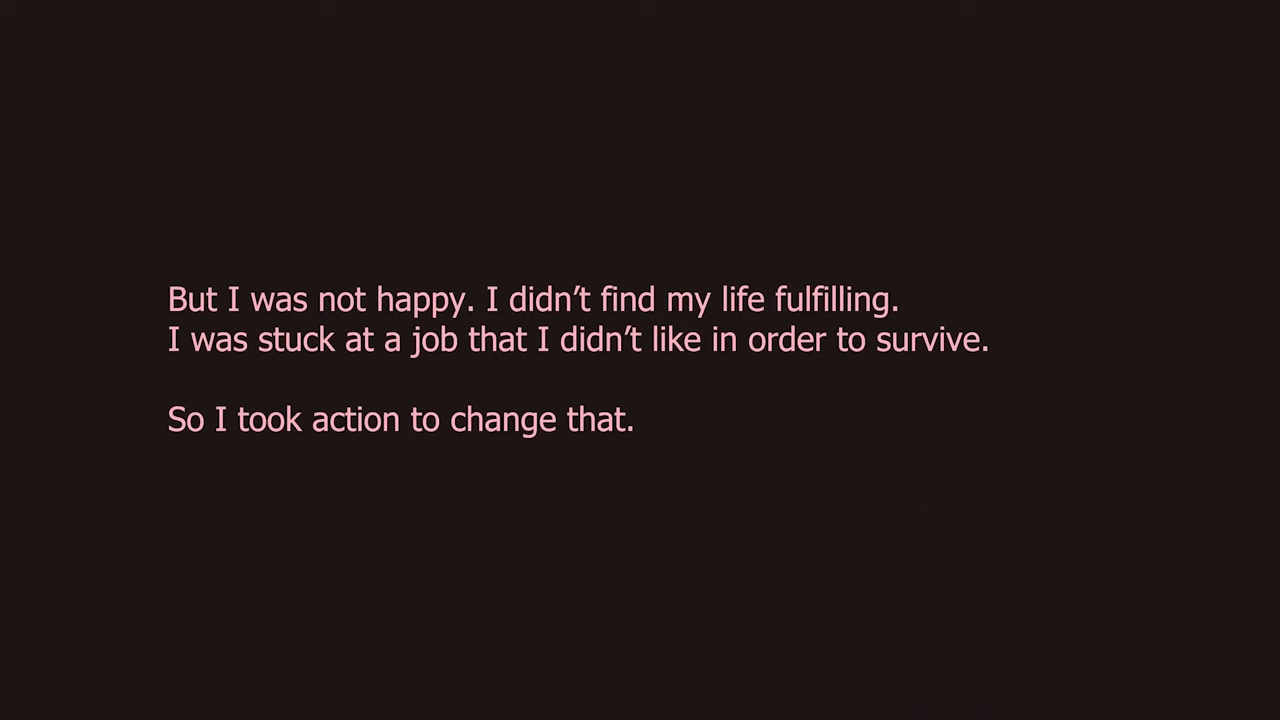 But I was not happy. I didn’t find my life fulfilling.
I was stuck at a job that I didn’t like in order to survive.
So I took action to change that.